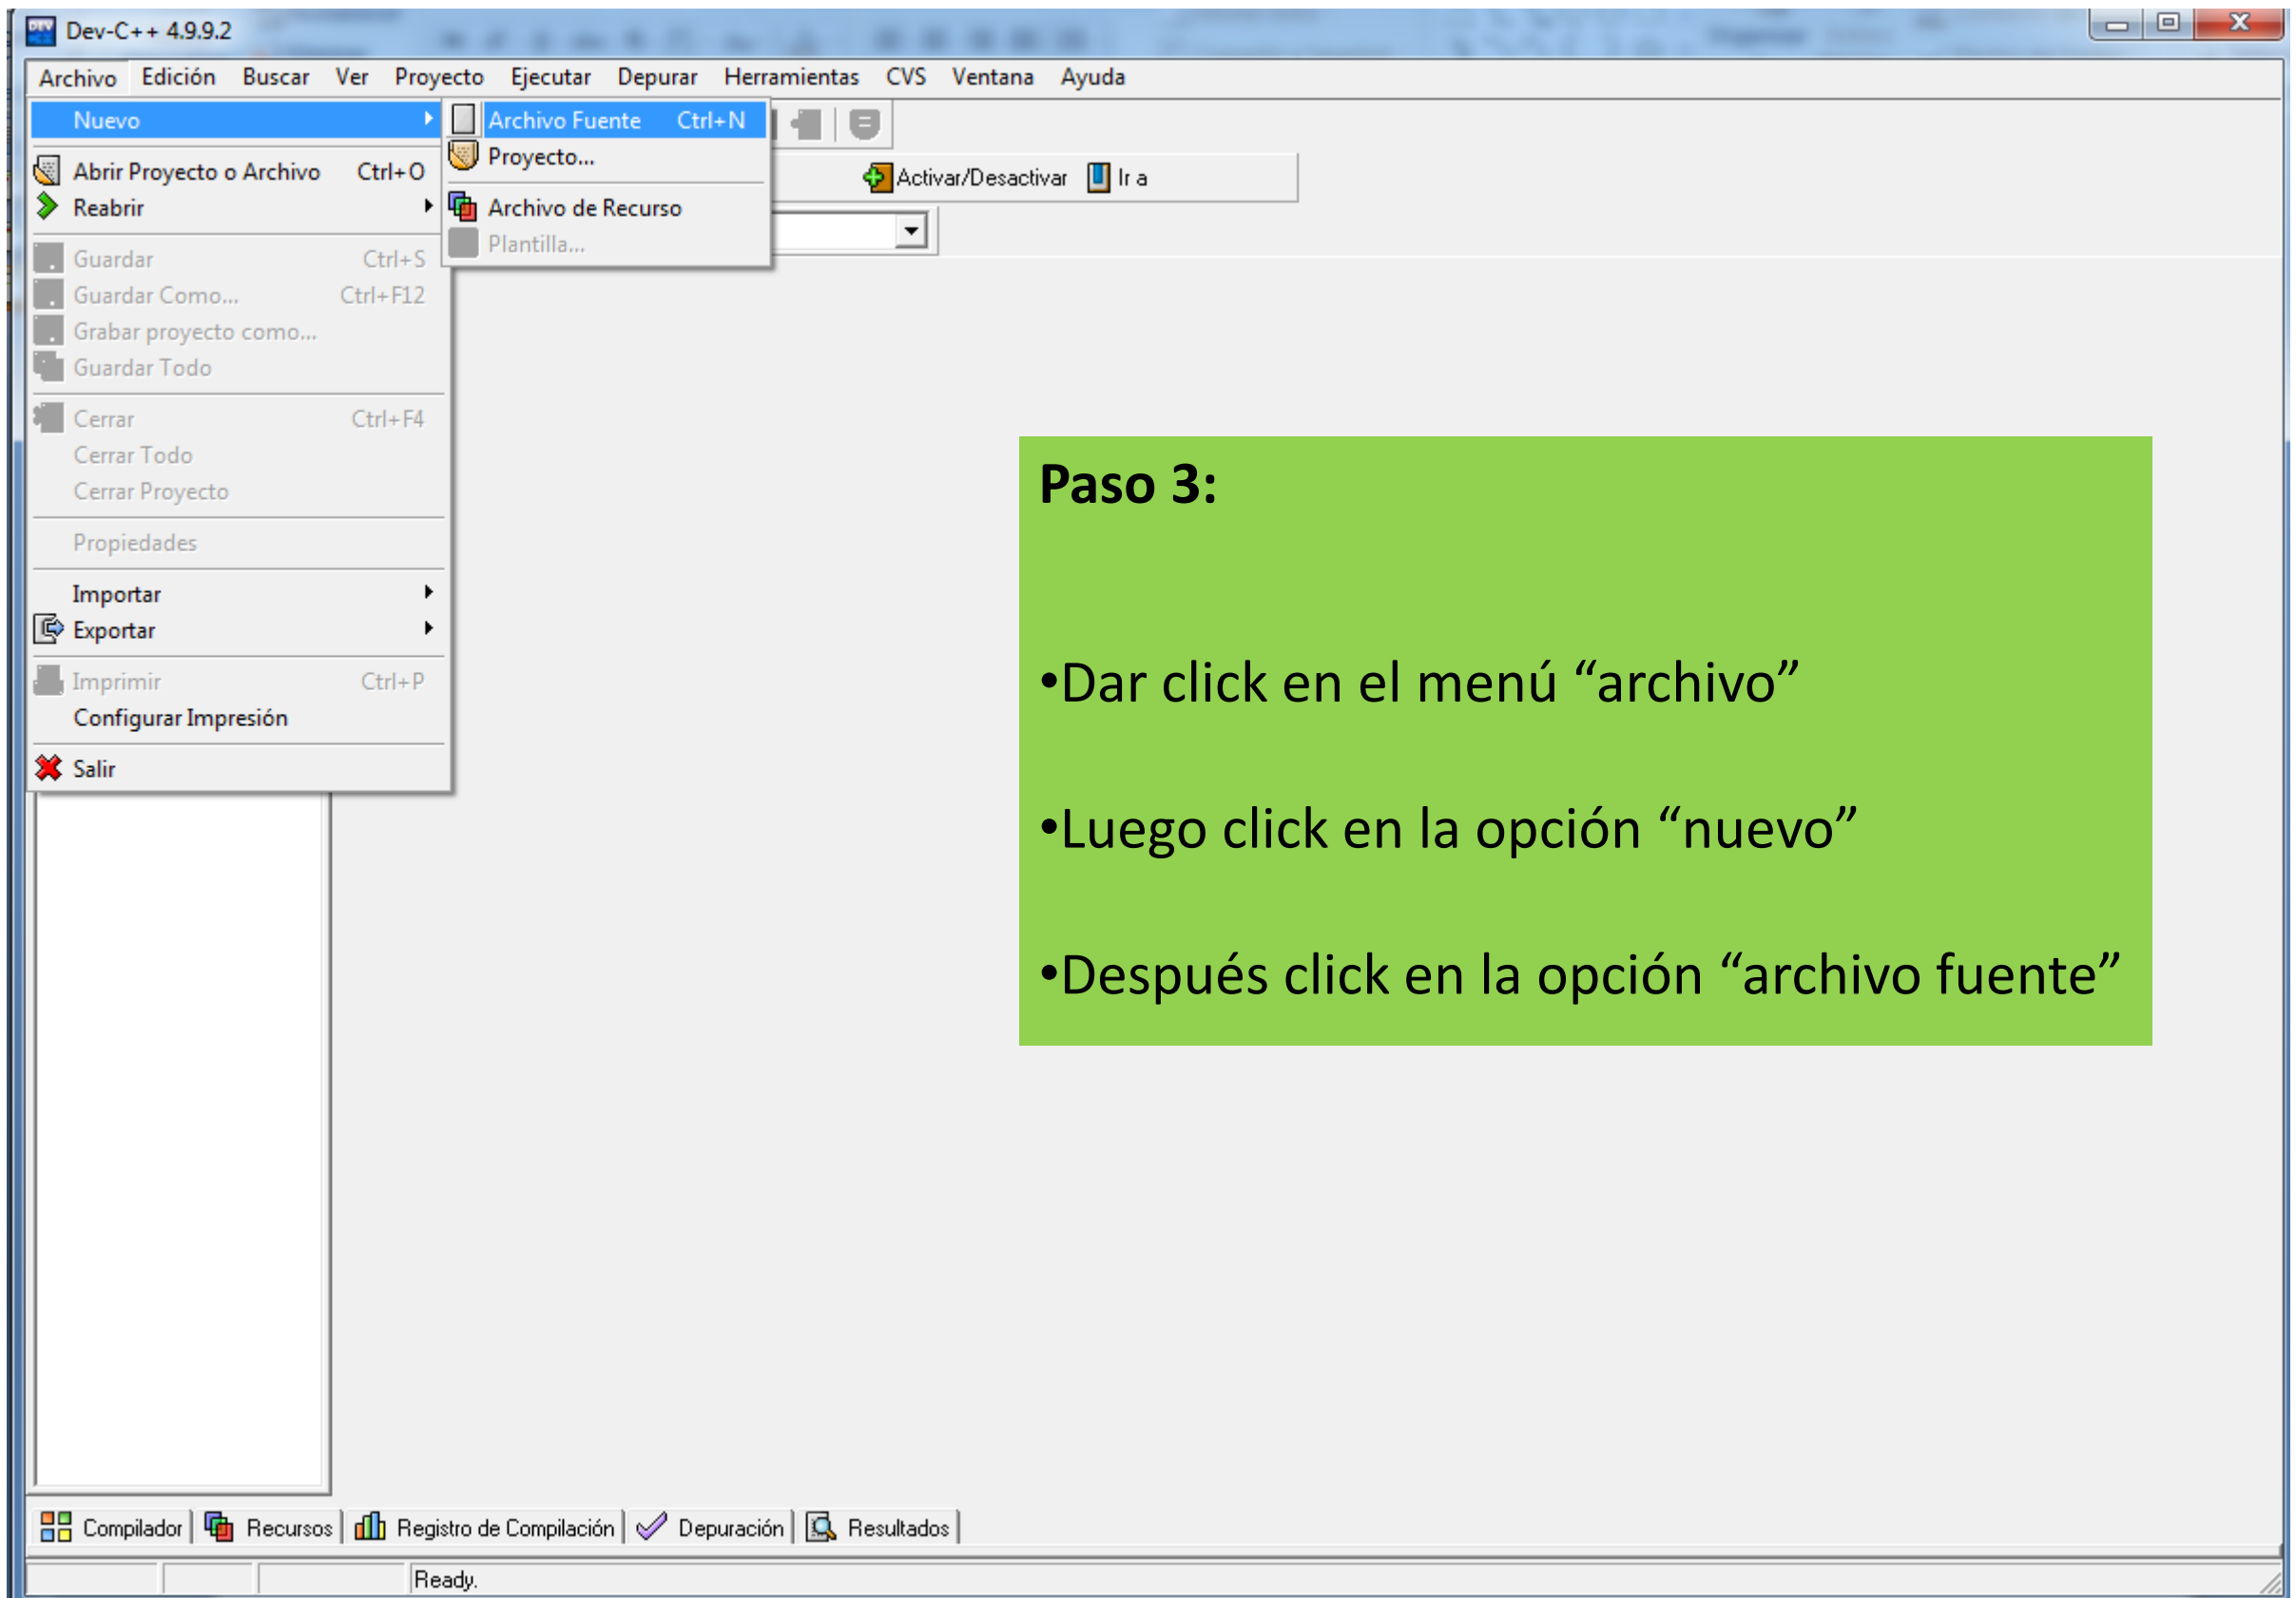 Dev-C++ 4.9.9.2
Archivo Edición Buscar Ver Proyecto Ejecutar Depurar Herramientas CVS Ventana Ayuda
Nuevo
Archivo Fuente Ctrl+N
Proyecto...
Archivo de Recurso
Plantilla...
Activar/Desactivar Ir a
Abrir Proyecto o Archivo Ctrl+O
Reabrir
Guardar Ctrl+S
Guardar Como... Ctrl+F12
Grabar proyecto como...
Guardar Todo
Cerrar Ctrl+F4
Cerrar Todo
Cerrar Proyecto
Propiedades
Importar
Exportar
Imprimir Ctrl+P
Configurar Impresión
Salir
Paso 3:
•Dar click en el menú “archivo”
•Luego click en la opción “nuevo”
•Después click en la opción “archivo fuente”
Compilador Recursos Registro de Compilación Depuración Resultados
Ready.